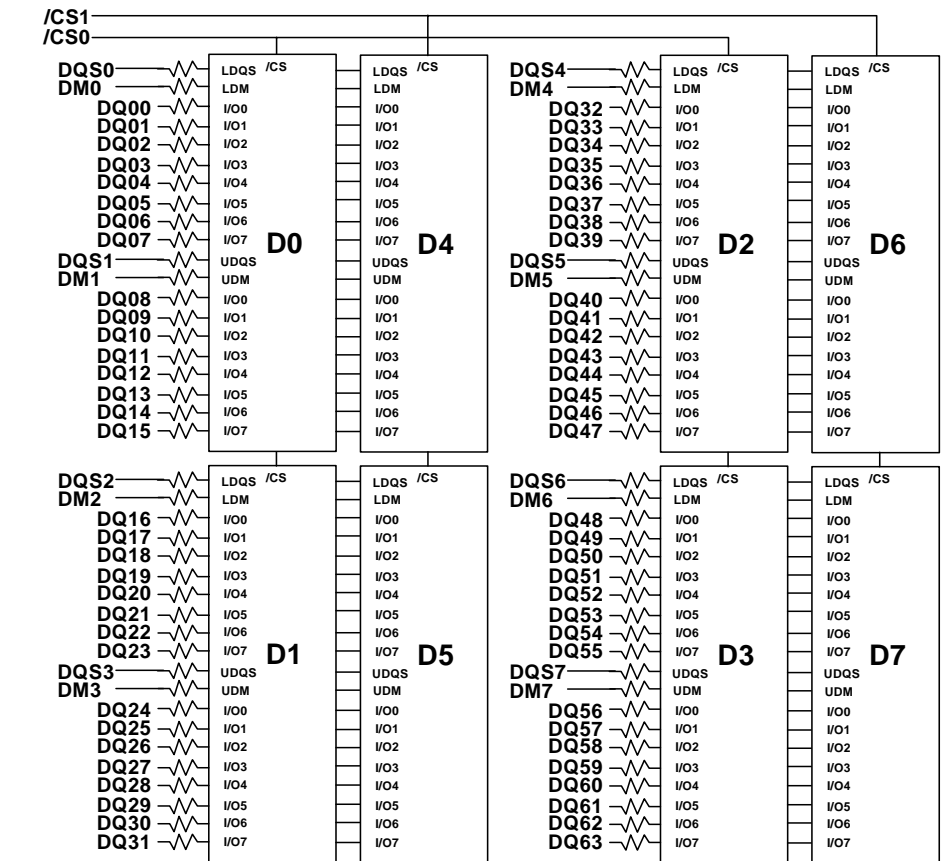 /CS1
/CS0
DQS0 LDQS /CS LDQS /CS DQS4 LDQS /CS LDQS /CS
DM0 LDM LDM DM4 LDM LDM
DQ00 I/O0 I/O0 DQ32 I/O0 I/O0
DQ01 I/O1 I/O1 DQ33 I/O1 I/O1
DQ02 I/O2 I/O2 DQ34 I/O2 I/O2
DQ03 I/O3 I/O3 DQ35 I/O3 I/O3
DQ04 I/O4 I/O4 DQ36 I/O4 I/O4
DQ05 I/O5 I/O5 DQ37 I/O5 I/O5
DQ06 I/O6 I/O6 DQ38 I/O6 I/O6
DQ07 I/O7 D0 I/O7 D4 DQ39 I/O7 D2 I/O7 D6
DQS1 UDQS UDQS DQS5 UDQS UDQS
DM1 UDM UDM DM5 UDM UDM
DQ08 I/O0 I/O0 DQ40 I/O0 I/O0
DQ09 I/O1 I/O1 DQ41 I/O1 I/O1
DQ10 I/O2 I/O2 DQ42 I/O2 I/O2
DQ11 I/O3 I/O3 DQ43 I/O3 I/O3
DQ12 I/O4 I/O4 DQ44 I/O4 I/O4
DQ13 I/O5 I/O5 DQ45 I/O5 I/O5
DQ14 I/O6 I/O6 DQ46 I/O6 I/O6
DQ15 I/O7 I/O7 DQ47 I/O7 I/O7
DQS2 LDQS /CS LDQS /CS DQS6 LDQS /CS LDQS /CS
DM2 LDM LDM DM6 LDM LDM
DQ16 I/O0 I/O0 DQ48 I/O0 I/O0
DQ17 I/O1 I/O1 DQ49 I/O1 I/O1
DQ18 I/O2 I/O2 DQ50 I/O2 I/O2
DQ19 I/O3 I/O3 DQ51 I/O3 I/O3
DQ20 I/O4 I/O4 DQ52 I/O4 I/O4
DQ21 I/O5 I/O5 DQ53 I/O5 I/O5
DQ22 I/O6 I/O6 DQ54 I/O6 I/O6
DQ23 I/O7 D1 I/O7 D5 DQ55 I/O7 D3 I/O7 D7
DQS3 UDQS UDQS DQS7 UDQS UDQS
DM3 UDM UDM DM7 UDM UDM
DQ24 I/O0 I/O0 DQ56 I/O0 I/O0
DQ25 I/O1 I/O1 DQ57 I/O1 I/O1
DQ26 I/O2 I/O2 DQ58 I/O2 I/O2
DQ27 I/O3 I/O3 DQ59 I/O3 I/O3
DQ28 I/O4 I/O4 DQ60 I/O4 I/O4
DQ29 I/O5 I/O5 DQ61 I/O5 I/O5
DQ30 I/O6 I/O6 DQ62 I/O6 I/O6
DQ31 I/O7 I/O7 DQ63 I/O7 I/O7